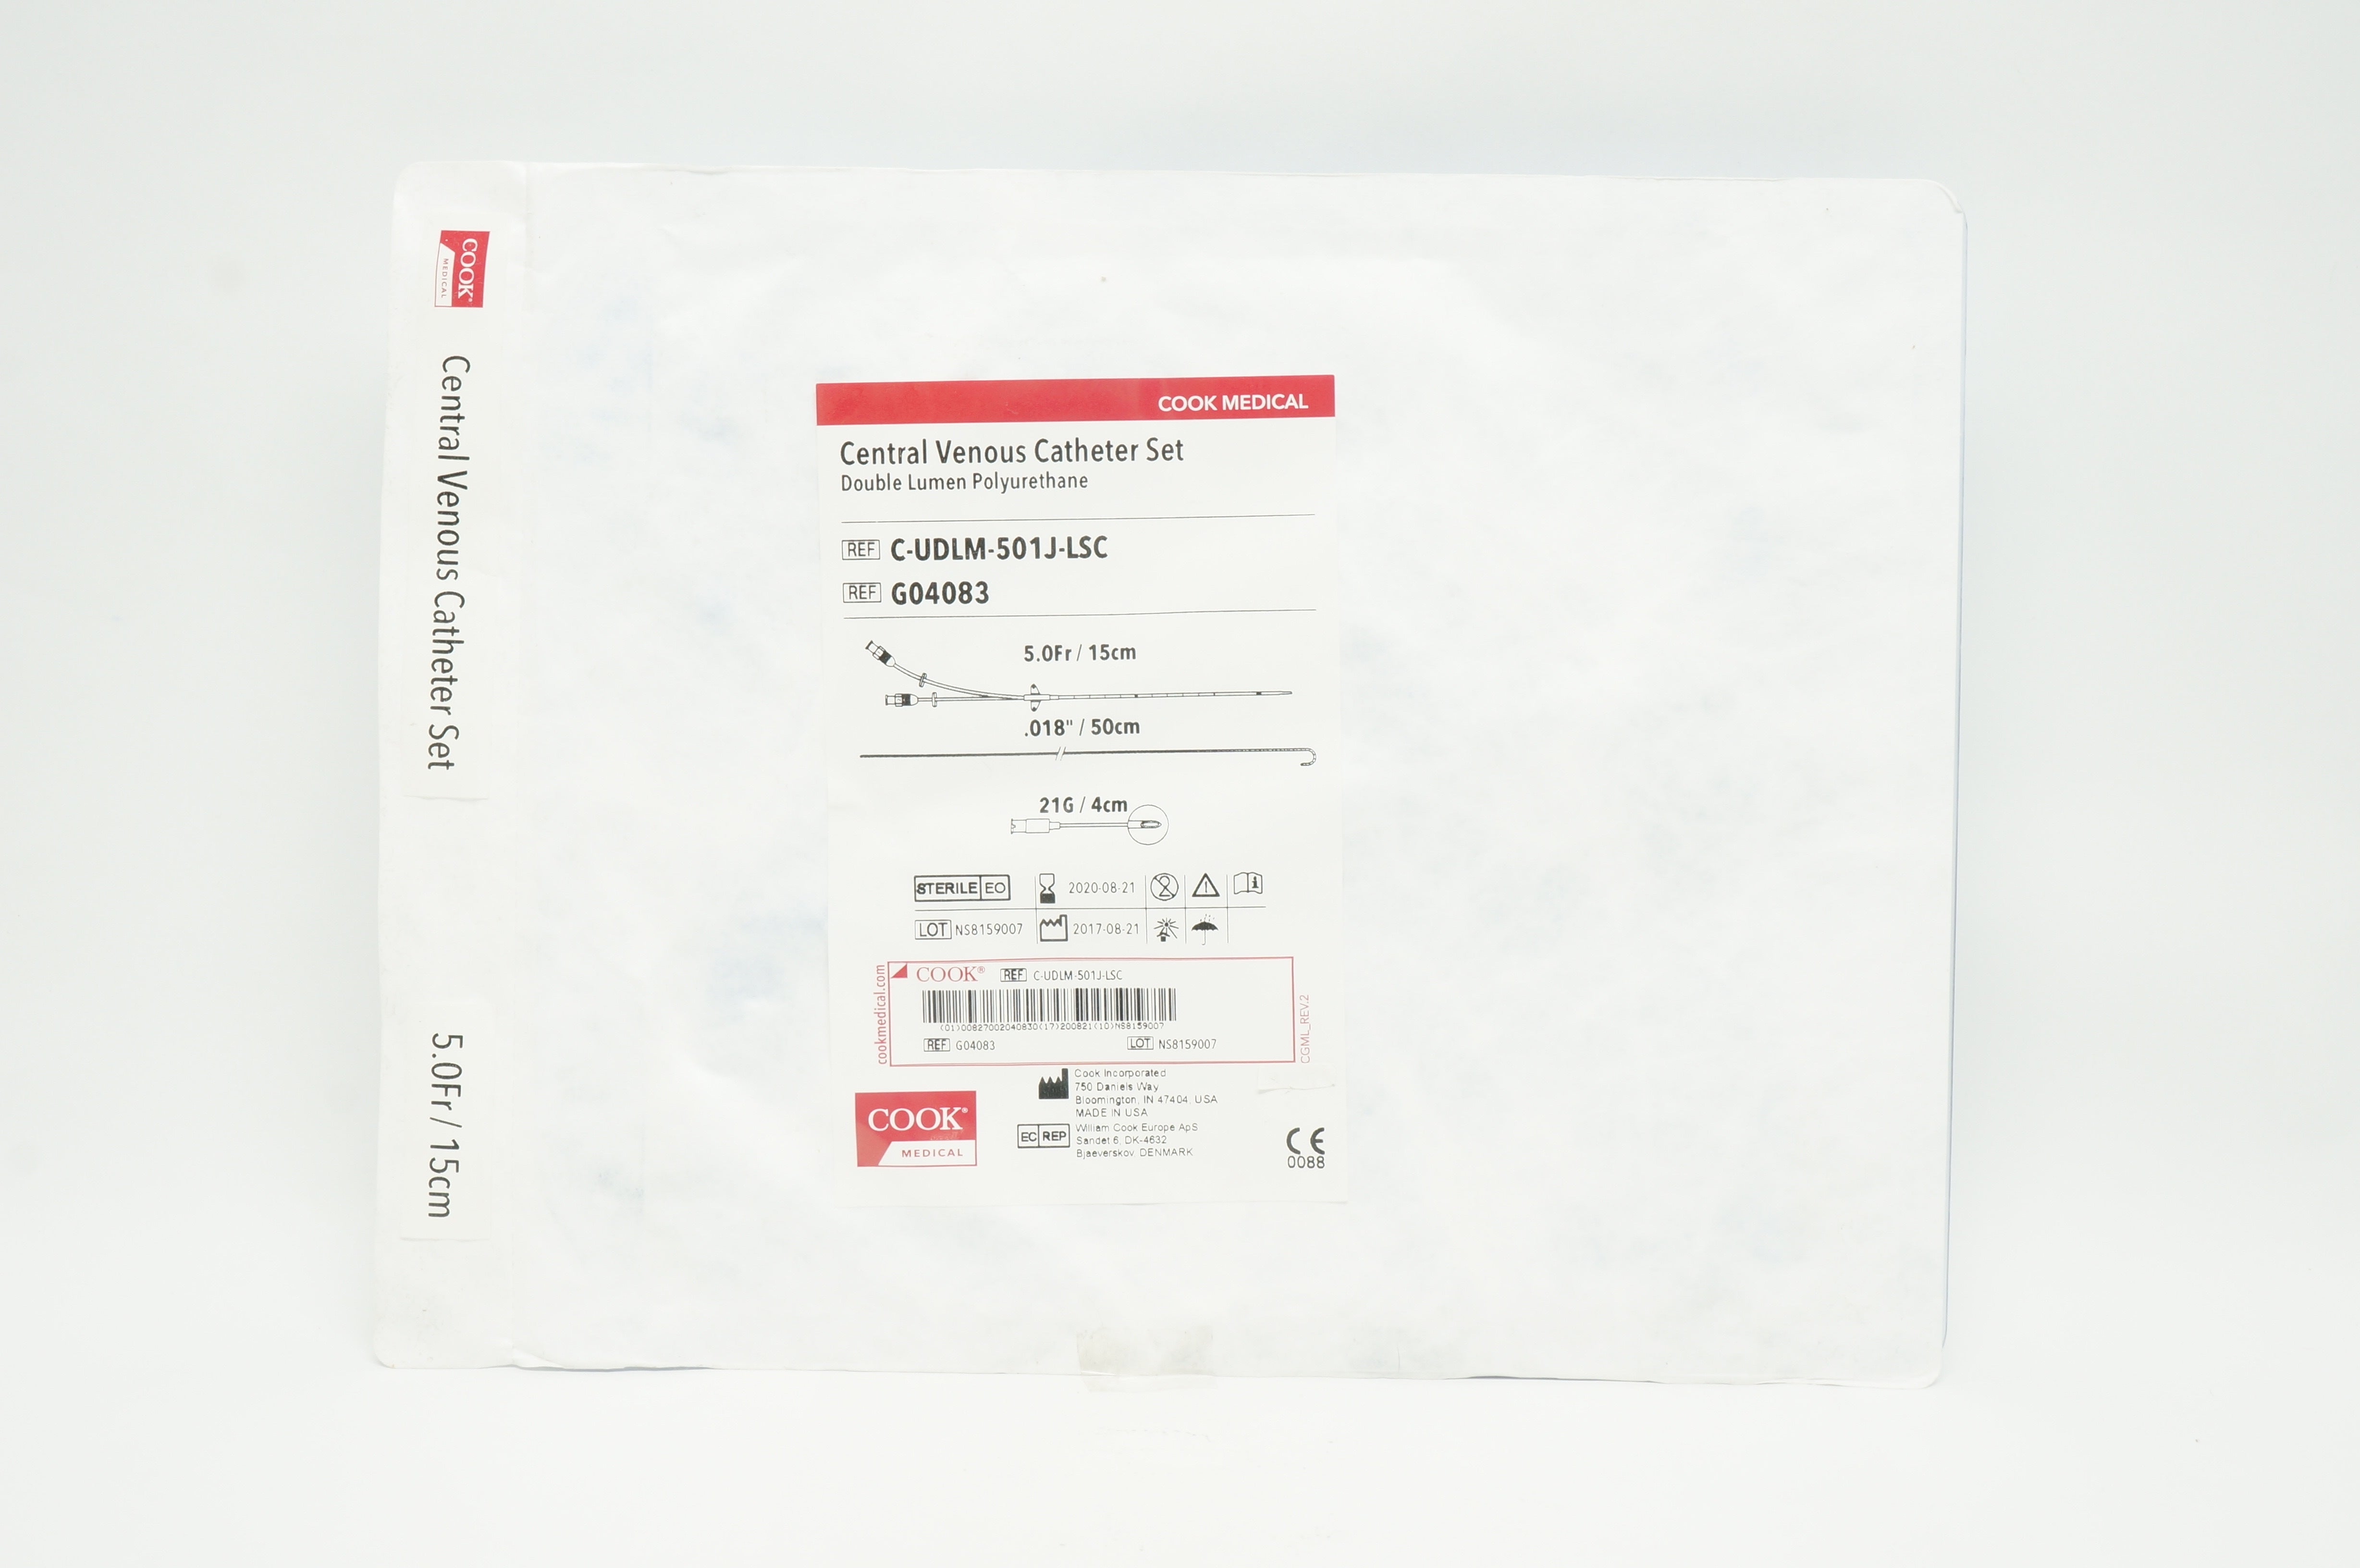 COOK®
MEDICAL
Central Venous Catheter Set
5.0Fr / 15cm
COOK MEDICAL
Central Venous Catheter Set
Double Lumen Polyurethane
REF C-UDLM-501J-LSC
REF G04083
5.0Fr / 15cm
.018" / 50cm
21G / 4cm
STERILE EO 2020-08-21 2
LOT NS8159007 2017-08-21
cookmedical.com
COOK® REF C-UDLM-501J-LSC
(01)00827002040830(17)200821(10)NS8159007
REF G04083 LOT NS8159007
CGML_REV.2
Cook Incorporated
750 Daniels Way
Bloomington, IN 47404, USA
MADE IN USA
EC REP William Cook Europe ApS
Sandet 6, DK-4632
Bjaeverskov, DENMARK
COOK®
MEDICAL
CE
0088